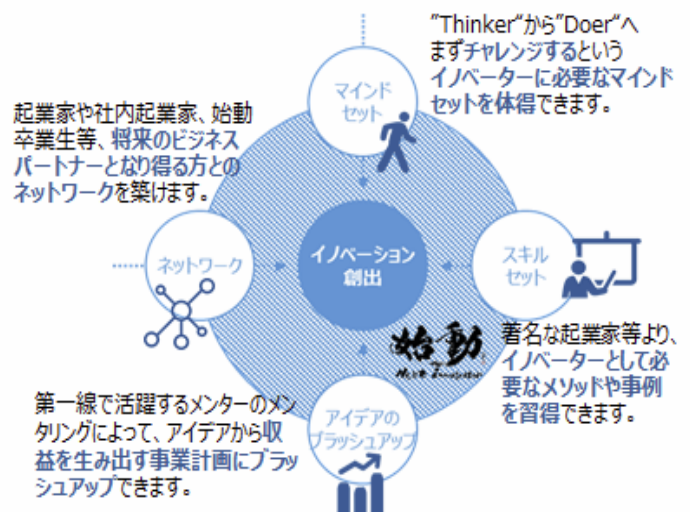 ”Thinker“から”Doer“へ
まずチャレンジするという
イノベーターに必要なマインド
セットを体得できます。
マインド
セット
起業家や社内起業家、始動
卒業生等、将来のビジネス
パートナーとなり得る方との
ネットワークを築けます。
ネットワーク
イノベーション
創出
スキル
セット
始動
Next Innovator
著名な起業家等より、
イノベーターとして必
要なメソッドや事例
を習得できます。
第一線で活躍するメンターのメン
タリングによって、アイデアから収
益を生み出す事業計画にブラッ
シュアップできます。
アイデアの
ブラッシュアップ